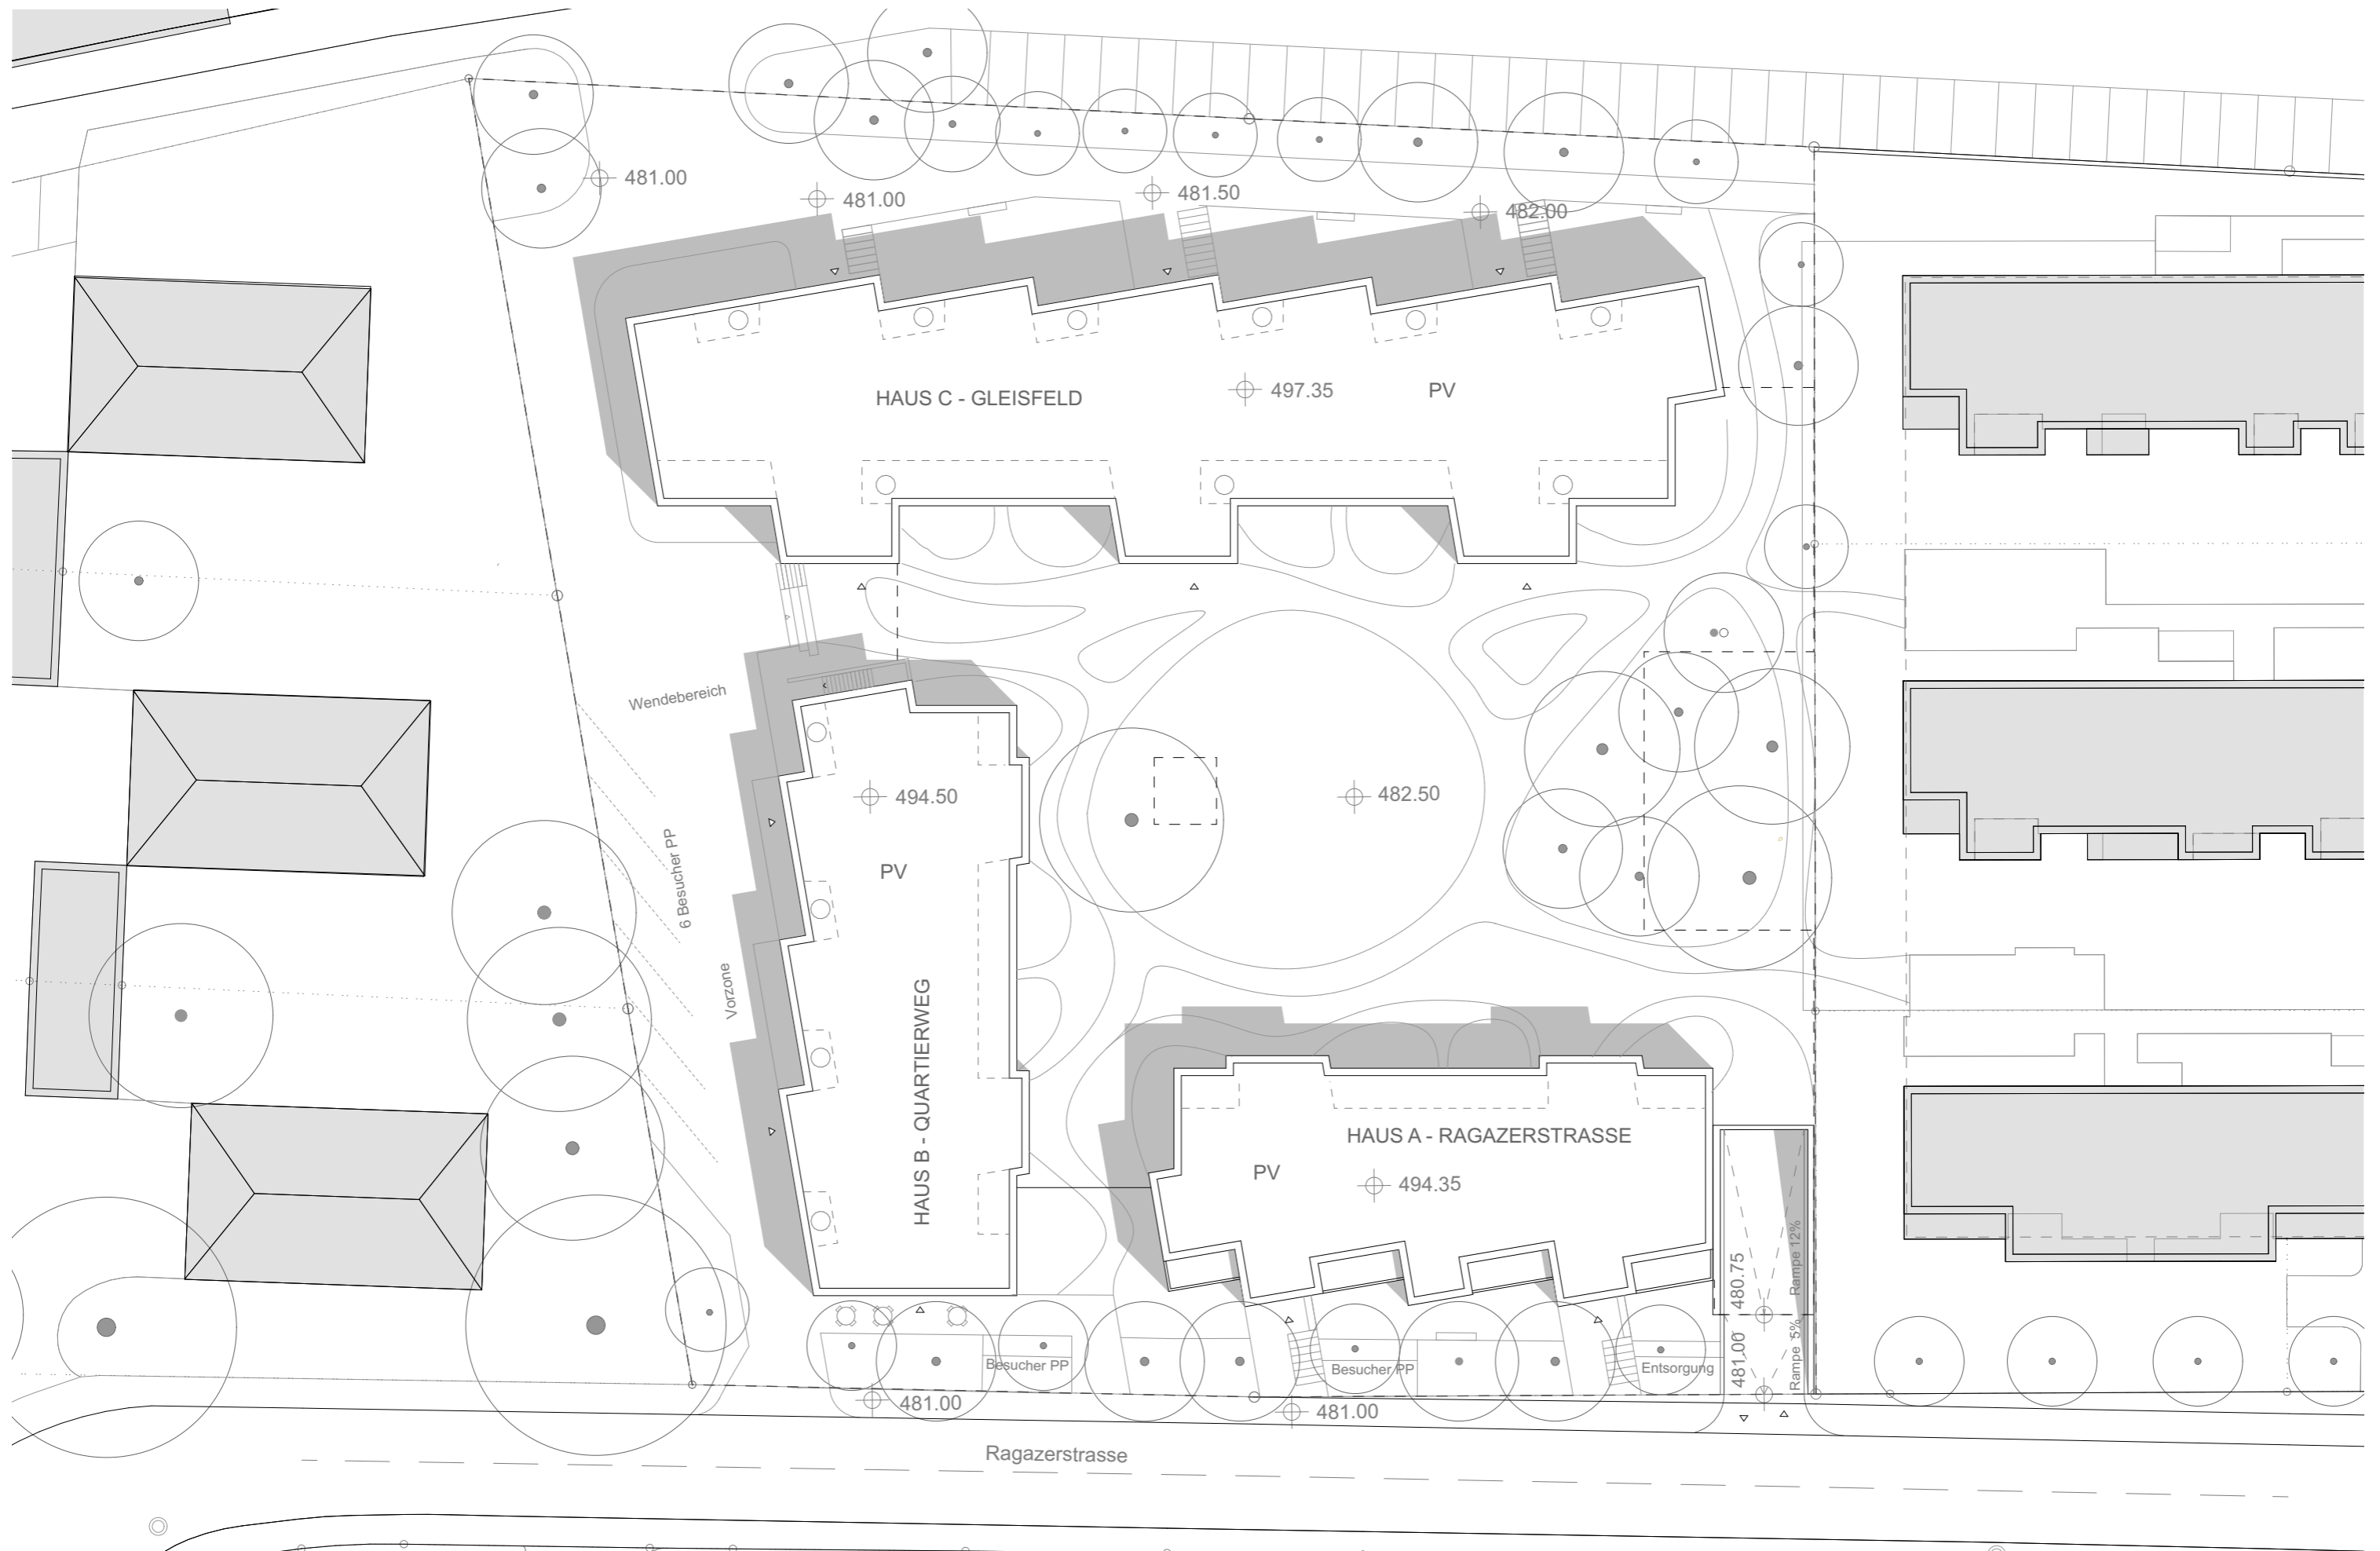 481.00
481.00
481.50
482.00
HAUS C - GLEISFELD
497.35
PV
Wendebereich
494.50
482.50
6 Besucher PP
PV
Vorzone
HAUS B - QUARTIERWEG
HAUS A - RAGAZERSTRASSE
PV
494.35
480.75
Rampe 12%
481.00
Rampe 5%
Besucher PP
Besucher PP
Entsorgung
481.00
481.00
Ragazerstrasse